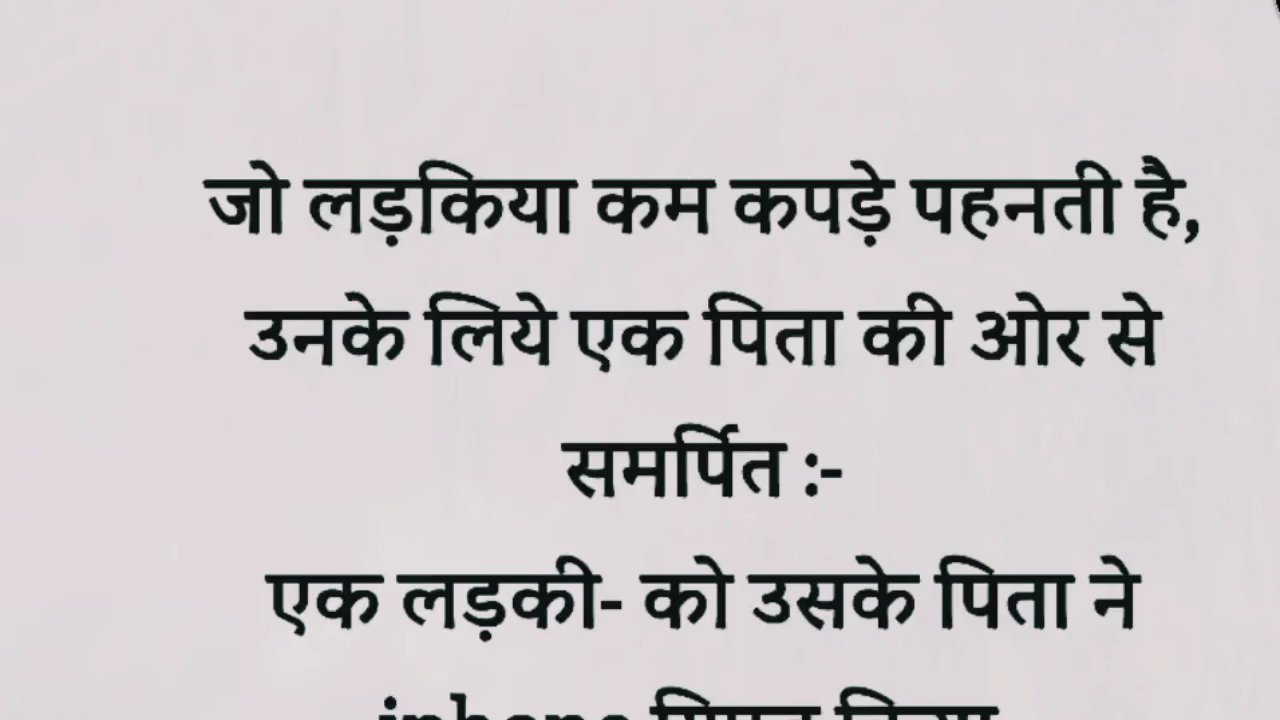 जो लड़किया कम कपड़े पहनती है,
उनके लिये एक पिता की ओर से
समर्पित :-
एक लड़की- को उसके पिता ने